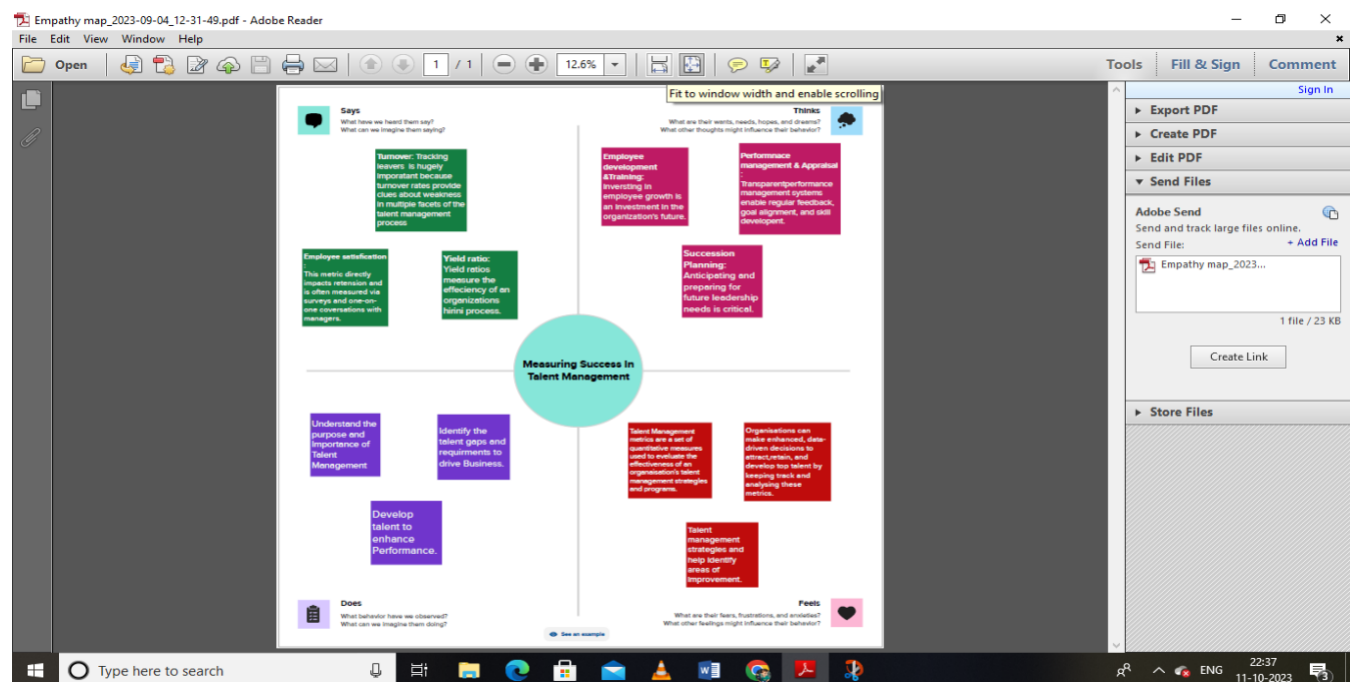 Empathy map_2023-09-04_12-31-49.pdf - Adobe Reader
File Edit View Window Help
Open
1 / 1
12.6%
Tools
Fill & Sign
Comment
Fit to window width and enable scrolling
Sign In
Export PDF
Create PDF
Edit PDF
Send Files
Adobe Send
Send and track large files online.
Send File:
+ Add File
Empathy map_2023...
1 file / 23 KB
Create Link
Store Files
Says
What have we heard them say?
What can we imagine them saying?
Thinks
What are their wants, needs, hopes, and dreams?
What other thoughts might influence their behavior?
Turnover: Tracking
leavers is hugely
imporatant because
turnover rates provide
clues about weakness
in multiple facets of the
talent management
process
Employee satisfication
:
This metric directly
impacts retension and
is often measured via
surveys and one-on-
one coversations with
managers.
Yield ratio:
Yield ratios
measure the
effeciency of an
organizations
hirini process.
Employee
development
&Training:
Inversting in
employee growth is
an investment in the
organization's future.
Performnace
management & Appraisal
:
Transparentperformance
management systems
enable regular feedback,
goal alignment, and skill
developent.
Succession
Planning:
Anticipating and
preparing for
future leadership
needs is critical.
Measuring Success In
Talent Management
Understand the
purpose and
Importance of
Talent
Management
Identify the
talent gaps and
requirments to
drive Business.
Develop
talent to
enhance
Performance.
Talent Management
metrics are a set of
quantitative measures
used to evaluate the
effectiveness of an
organisation's talent
management strategies
and programs.
Organisations can
make enhanced, data-
driven decisions to
attract,retain, and
develop top talent by
keeping track and
analysing these
metrics.
Talent
management
strategies and
help identify
areas of
improvement.
Does
What behavior have we observed?
What can we imagine them doing?
Feels
What are their fears, frustrations, and anxieties?
What other feelings might influence their behavior?
See an example
Type here to search
ENG
22:37
11-10-2023
3